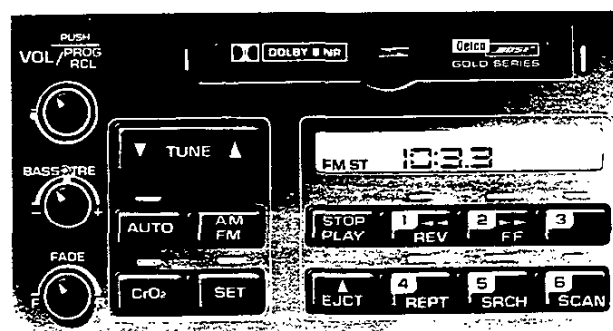 PUSH
VOL/PROG
RCL
DOLBY B NR
Delco BOSE
GOLD SERIES
▼ TUNE ▲
FM ST 10:3.3
BASS TRE
- +
AUTO
AM
FM
STOP
PLAY
1 ◄◄
REV
2 ►►
FF
3
FADE
F R
CrO₂
SET
▲
EJCT
4
REPT
5
SRCH
6
SCAN